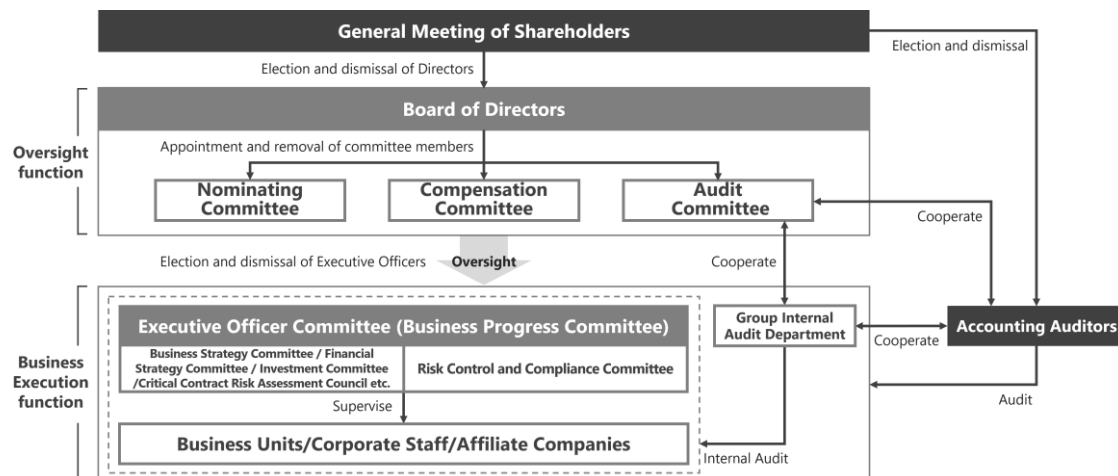 General Meeting of Shareholders
Election and dismissal
Election and dismissal of Directors
Oversight
function
Board of Directors
Appointment and removal of committee members
Nominating
Committee
Compensation
Committee
Audit
Committee
Cooperate
Election and dismissal of Executive Officers
Oversight
Cooperate
Business
Execution
function
Executive Officer Committee (Business Progress Committee)
Business Strategy Committee / Financial
Strategy Committee / Investment Committee
/Critical Contract Risk Assessment Council etc.
Risk Control and Compliance Committee
Group Internal
Audit Department
Cooperate
Accounting Auditors
Supervise
Audit
Business Units/Corporate Staff/Affiliate Companies
Internal Audit